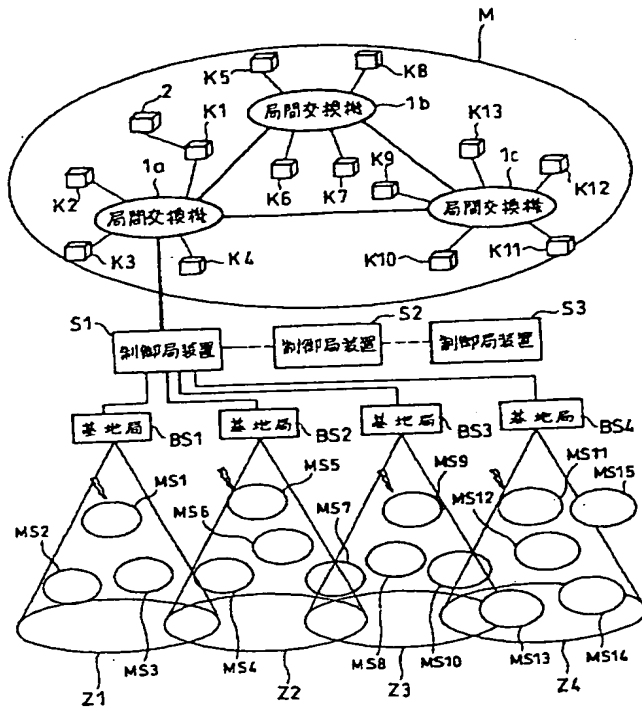 M
K5
K8
2
K1
局間交換機
1b
K13
1a
K9
1c
K2
K6
K7
K12
局間交換機
局間交換機
K3
K4
K10
K11
S1
S2
S3
制御局装置
制御局装置
制御局装置
基地局
BS1
基地局
BS2
基地局
BS3
基地局
BS4
MS1
MS5
MS9
MS11
MS15
MS2
MS6
MS7
MS12
MS3
MS4
MS8
MS10
MS13
MS14
Z1
Z2
Z3
Z4